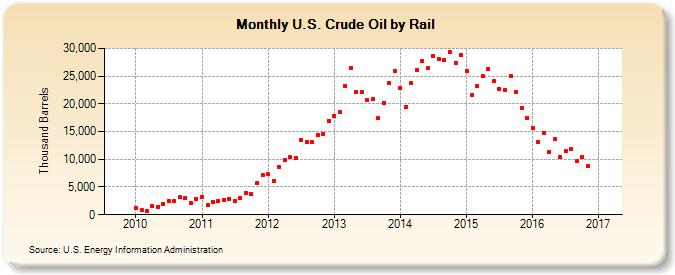 Monthly U.S. Crude Oil by Rail
Thousand Barrels
30,000
25,000
20,000
15,000
10,000
5,000
0
2010 2011 2012 2013 2014 2015 2016 2017
Source: U.S. Energy Information Administration